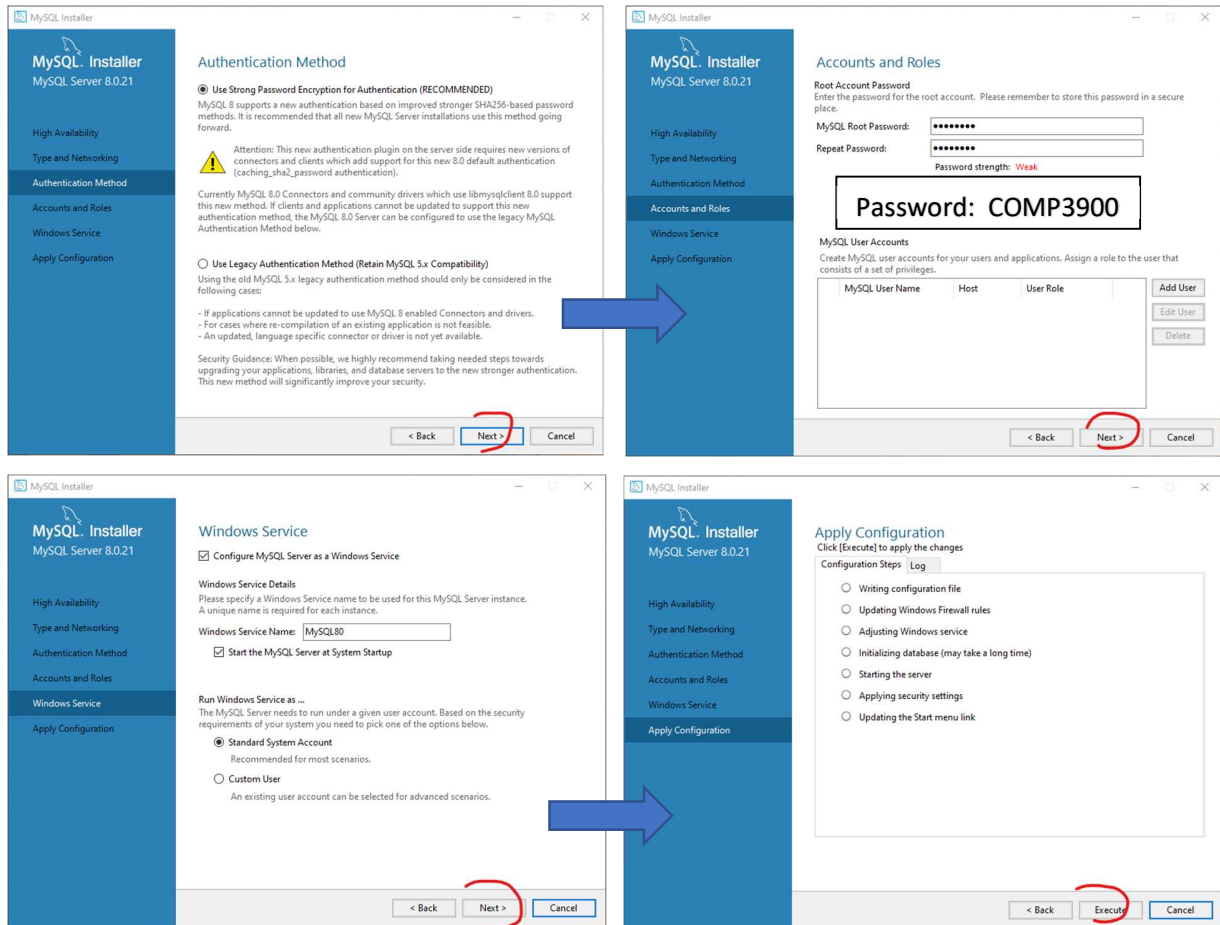 MySQL Installer
MySQL. Installer
MySQL Server 8.0.21
High Availability
Type and Networking
Authentication Method
Accounts and Roles
Windows Service
Apply Configuration
Authentication Method
Use Strong Password Encryption for Authentication (RECOMMENDED)
MySQL 8 supports a new authentication based on improved stronger SHA256-based password
methods. It is recommended that all new MySQL Server installations use this method going
forward.
Attention: This new authentication plugin on the server side requires new versions of
connectors and clients which add support for this new 8.0 default authentication
(caching_sha2_password authentication).
Currently MySQL 8.0 Connectors and community drivers which use libmysqlclient 8.0 support
this new method. If clients and applications cannot be updated to support this new
authentication method, the MySQL 8.0 Server can be configured to use the legacy MySQL
Authentication Method below.
Use Legacy Authentication Method (Retain MySQL 5.x Compatibility)
Using the old MySQL 5.x legacy authentication method should only be considered in the
following cases:
- If applications cannot be updated to use MySQL 8 enabled Connectors and drivers.
- For cases where re-compilation of an existing application is not feasible.
- An updated, language specific connector or driver is not yet available.
Security Guidance: When possible, we highly recommend taking needed steps towards
upgrading your applications, libraries, and database servers to the new stronger authentication.
This new method will significantly improve your security.
< Back Next > Cancel
MySQL Installer
MySQL. Installer
MySQL Server 8.0.21
High Availability
Type and Networking
Authentication Method
Accounts and Roles
Windows Service
Apply Configuration
Accounts and Roles
Root Account Password
Enter the password for the root account. Please remember to store this password in a secure
place.
MySQL Root Password: ••••••••
Repeat Password: ••••••••
Password strength: Weak
Password: COMP3900
MySQL User Accounts
Create MySQL user accounts for your users and applications. Assign a role to the user that
consists of a set of privileges.
MySQL User Name Host User Role
Add User
Edit User
Delete
< Back Next > Cancel
MySQL Installer
MySQL. Installer
MySQL Server 8.0.21
High Availability
Type and Networking
Authentication Method
Accounts and Roles
Windows Service
Apply Configuration
Windows Service
Configure MySQL Server as a Windows Service
Windows Service Details
Please specify a Windows Service name to be used for this MySQL Server instance.
A unique name is required for each instance.
Windows Service Name: MySQL80
Start the MySQL Server at System Startup
Run Windows Service as ...
The MySQL Server needs to run under a given user account. Based on the security
requirements of your system you need to pick one of the options below.
Standard System Account
Recommended for most scenarios.
Custom User
An existing user account can be selected for advanced scenarios.
< Back Next > Cancel
MySQL Installer
MySQL. Installer
MySQL Server 8.0.21
High Availability
Type and Networking
Authentication Method
Accounts and Roles
Windows Service
Apply Configuration
Apply Configuration
Click [Execute] to apply the changes
Configuration Steps Log
Writing configuration file
Updating Windows Firewall rules
Adjusting Windows service
Initializing database (may take a long time)
Starting the server
Applying security settings
Updating the Start menu link
< Back Execute Cancel